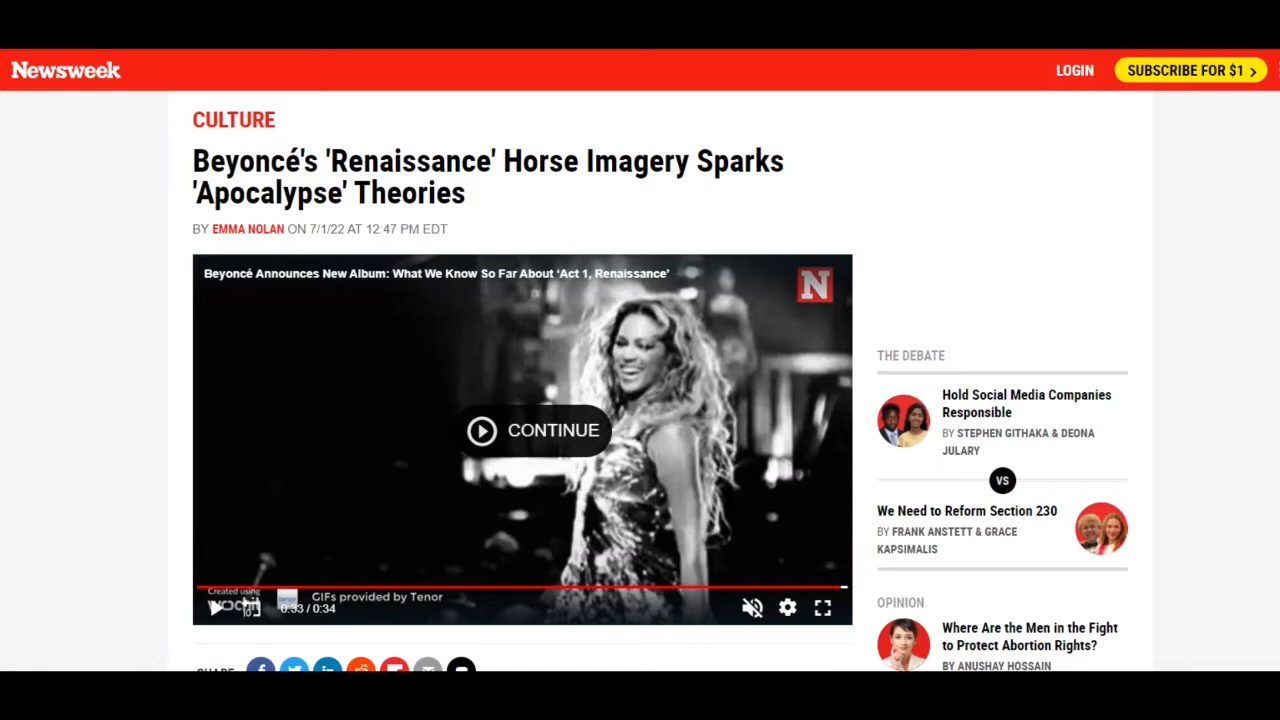 Newsweek
LOGIN
SUBSCRIBE FOR $1
CULTURE
Beyoncé's 'Renaissance' Horse Imagery Sparks
'Apocalypse' Theories
BY EMMA NOLAN ON 7/1/22 AT 12:47 PM EDT
Beyoncé Announces New Album: What We Know So Far About ‘Act 1, Renaissance’
N
CONTINUE
Created using
wochit
tenor
GIFs provided by Tenor
10
0:33 / 0:34
SHARE
THE DEBATE
Hold Social Media Companies
Responsible
BY STEPHEN GITHAKA & DEONA
JULARY
VS
We Need to Reform Section 230
BY FRANK ANSTETT & GRACE
KAPSIMALIS
OPINION
Where Are the Men in the Fight
to Protect Abortion Rights?
BY ANUSHAY HOSSAIN